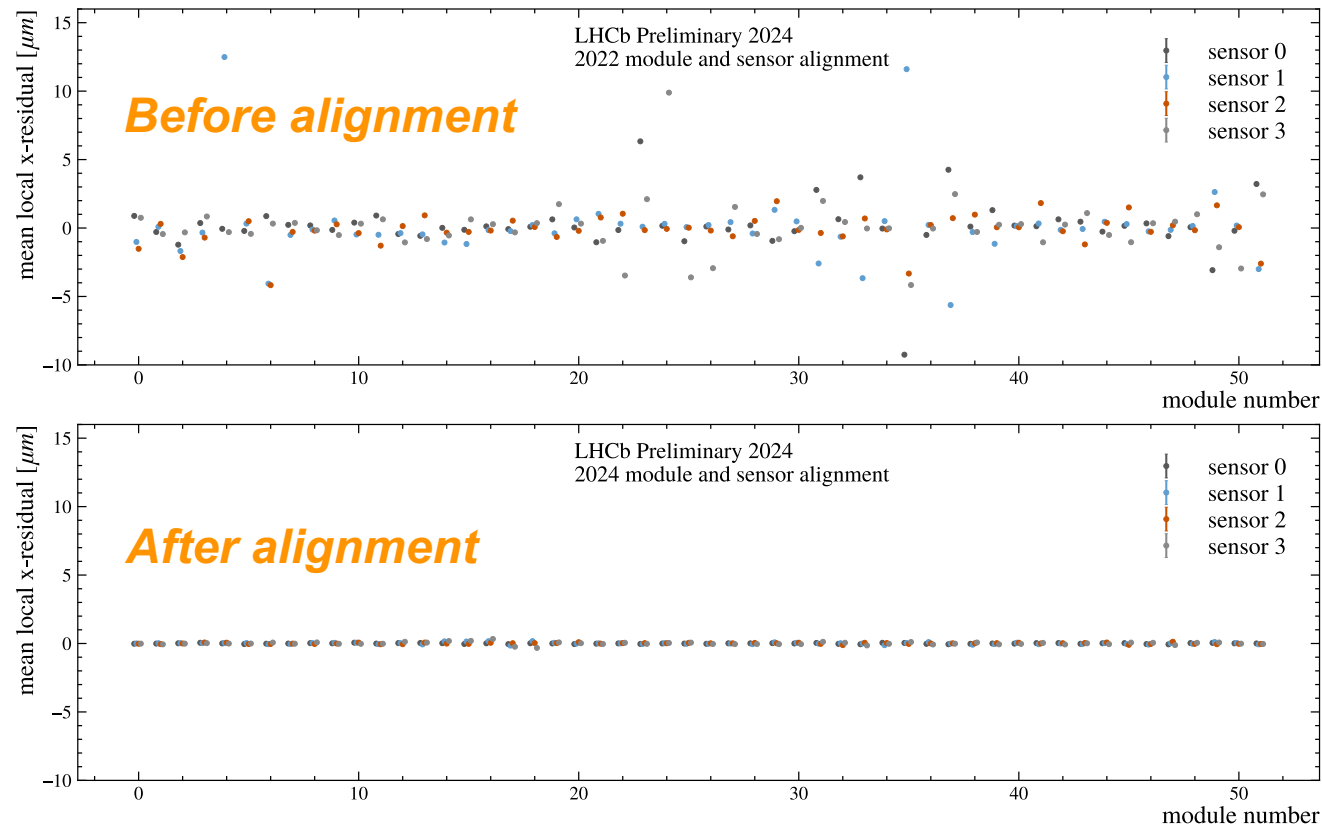 mean local x-residual [μm]
15
10
5
0
−5
−10
LHCb Preliminary 2024
2022 module and sensor alignment
Before alignment
sensor 0
sensor 1
sensor 2
sensor 3
0 10 20 30 40 50
module number
mean local x-residual [μm]
15
10
5
0
−5
−10
LHCb Preliminary 2024
2024 module and sensor alignment
After alignment
sensor 0
sensor 1
sensor 2
sensor 3
0 10 20 30 40 50
module number